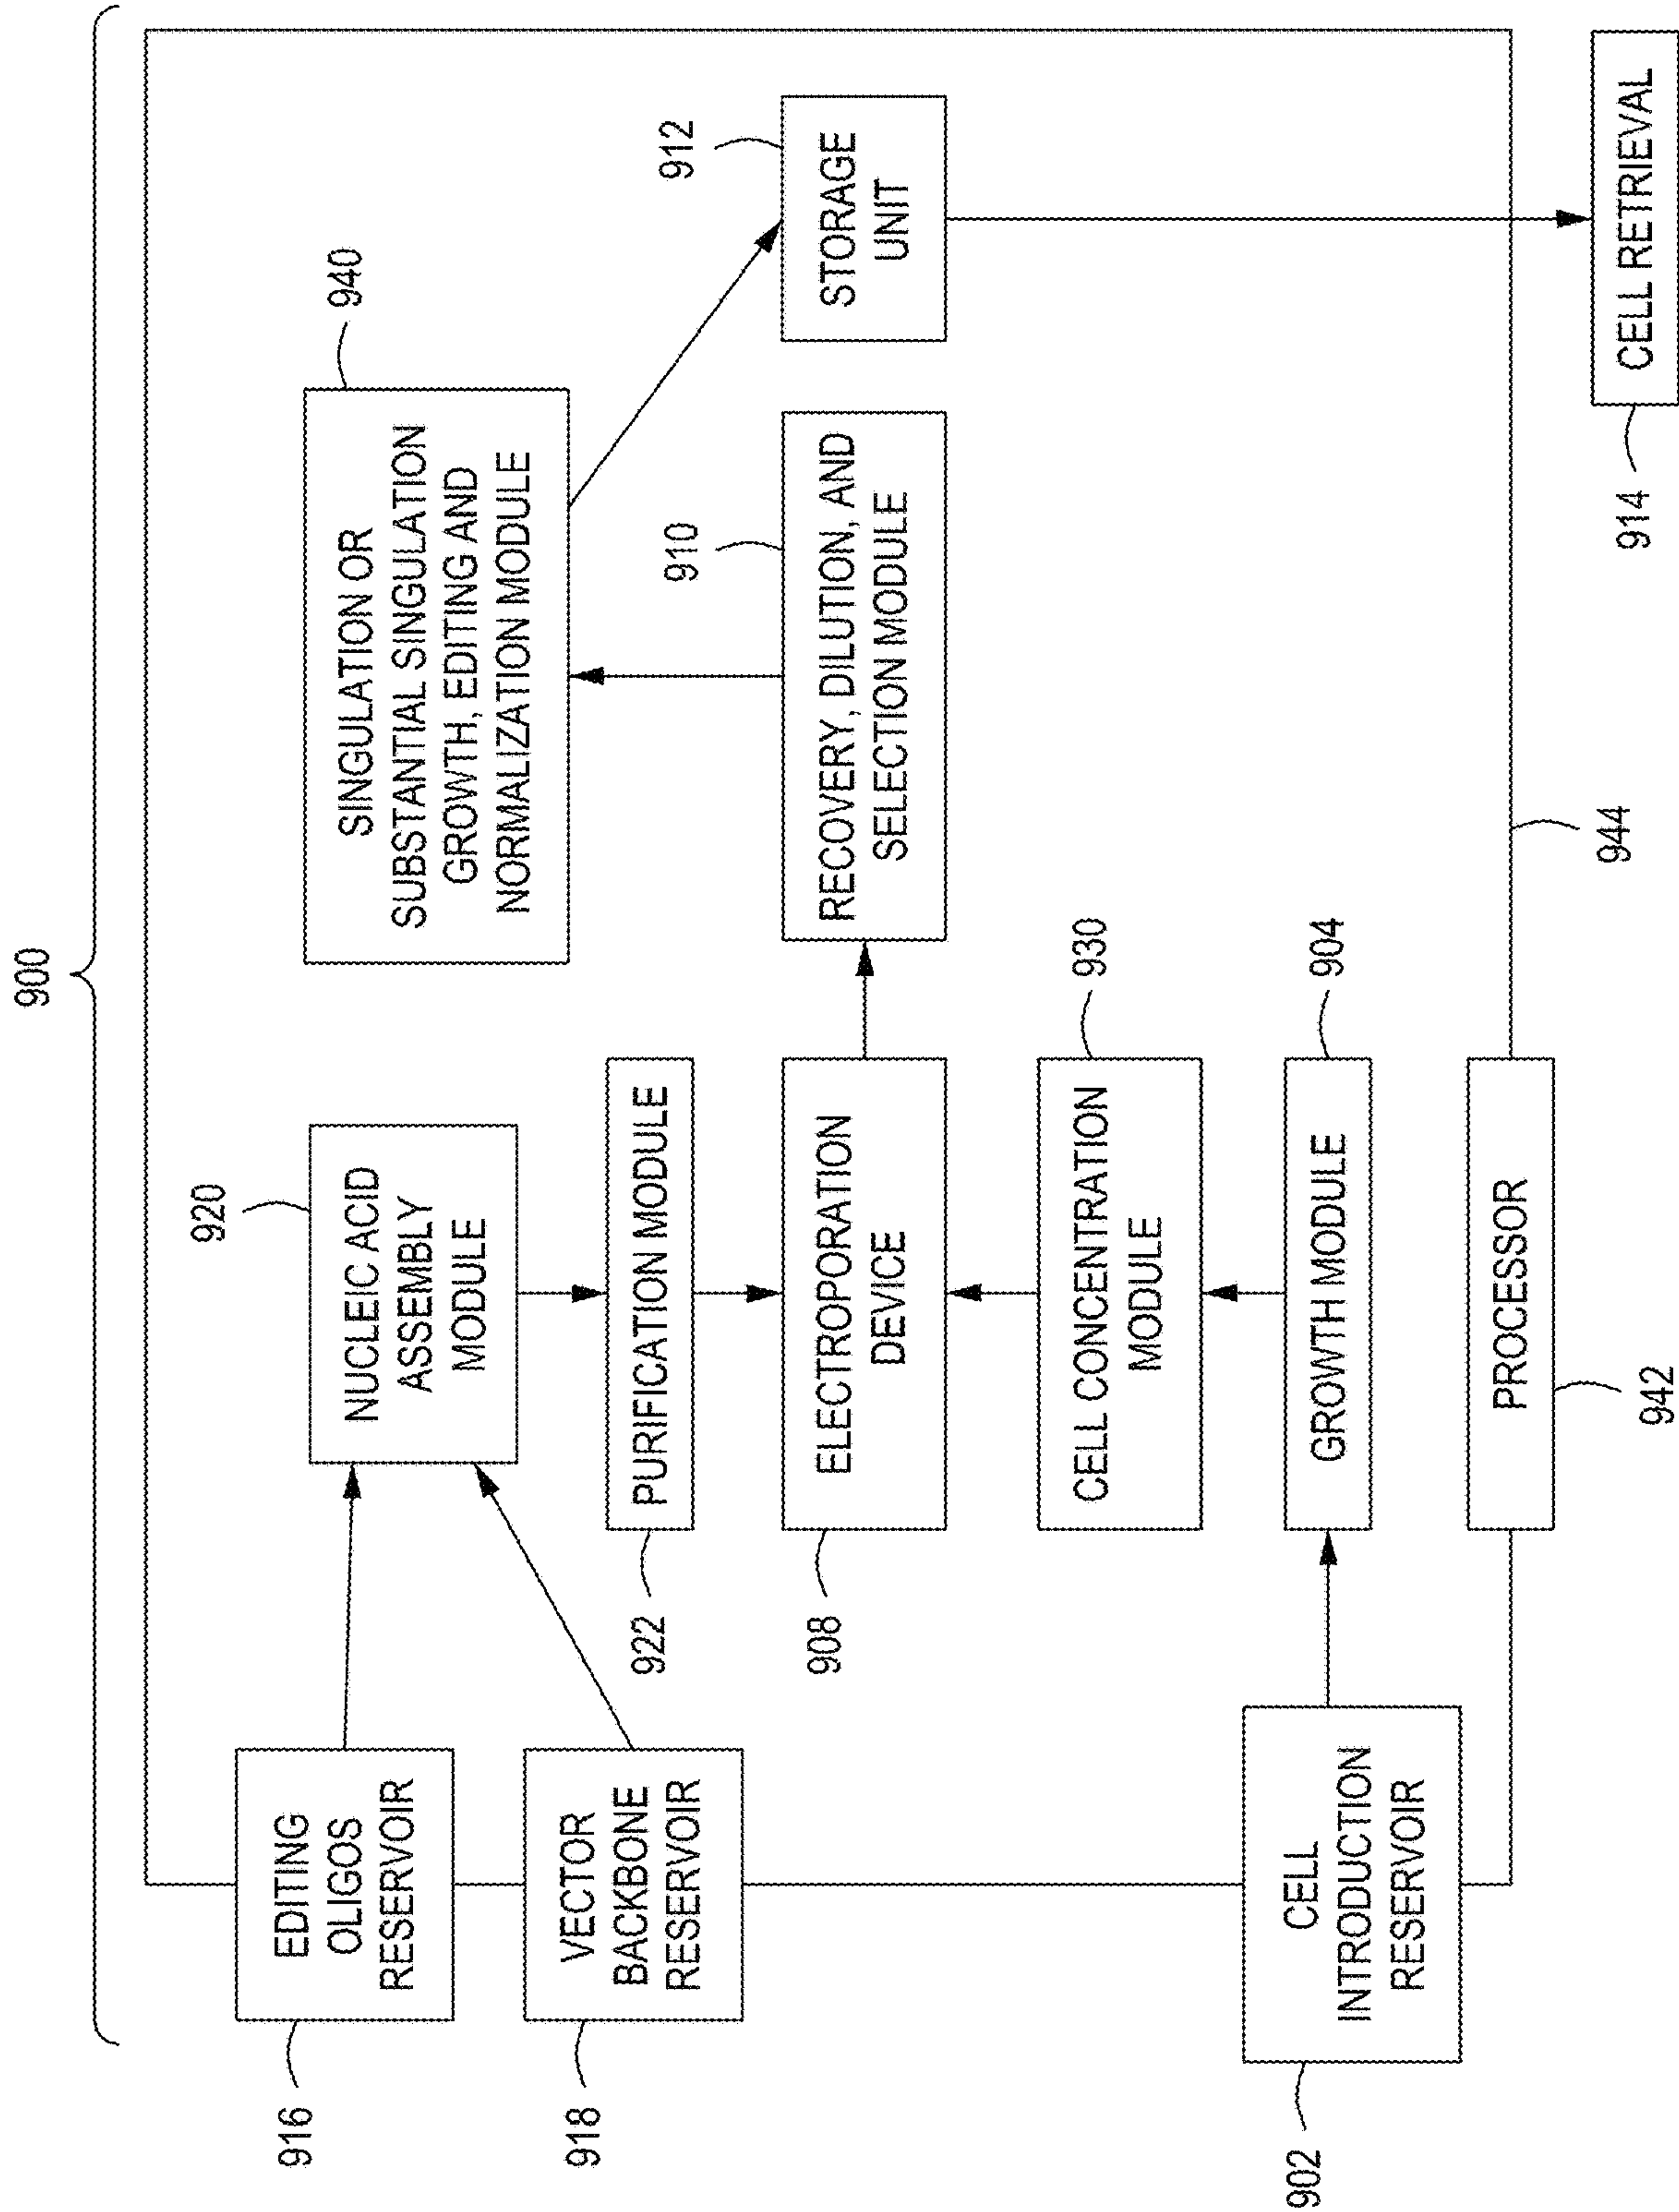 900
916
EDITING
OLIGOS
RESERVOIR
918
VECTOR
BACKBONE
RESERVOIR
902
CELL
INTRODUCTION
RESERVOIR
920
NUCLEIC ACID
ASSEMBLY
MODULE
922
PURIFICATION MODULE
908
ELECTROPORATION
DEVICE
930
CELL CONCENTRATION
MODULE
904
GROWTH MODULE
PROCESSOR
942
940
SINGULATION OR
SUBSTANTIAL SINGULATION
GROWTH, EDITING AND
NORMALIZATION MODULE
910
RECOVERY, DILUTION, AND
SELECTION MODULE
912
STORAGE
UNIT
944
914
CELL RETRIEVAL